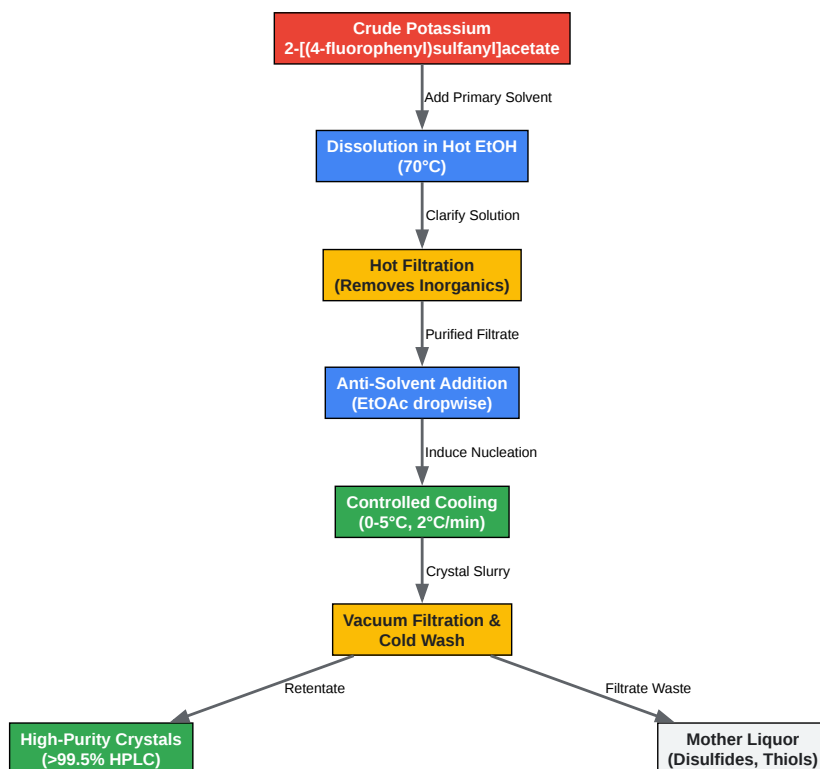 Crude Potassium
2-[(4-fluorophenyl)sulfanyl]acetate
Add Primary Solvent
Dissolution in Hot EtOH
(70°C)
Clarify Solution
Hot Filtration
(Removes Inorganics)
Purified Filtrate
Anti-Solvent Addition
(EtOAc dropwise)
Induce Nucleation
Controlled Cooling
(0-5°C, 2°C/min)
Crystal Slurry
Vacuum Filtration &
Cold Wash
Retentate
Filtrate Waste
High-Purity Crystals
(>99.5% HPLC)
Mother Liquor
(Disulfides, Thiols)